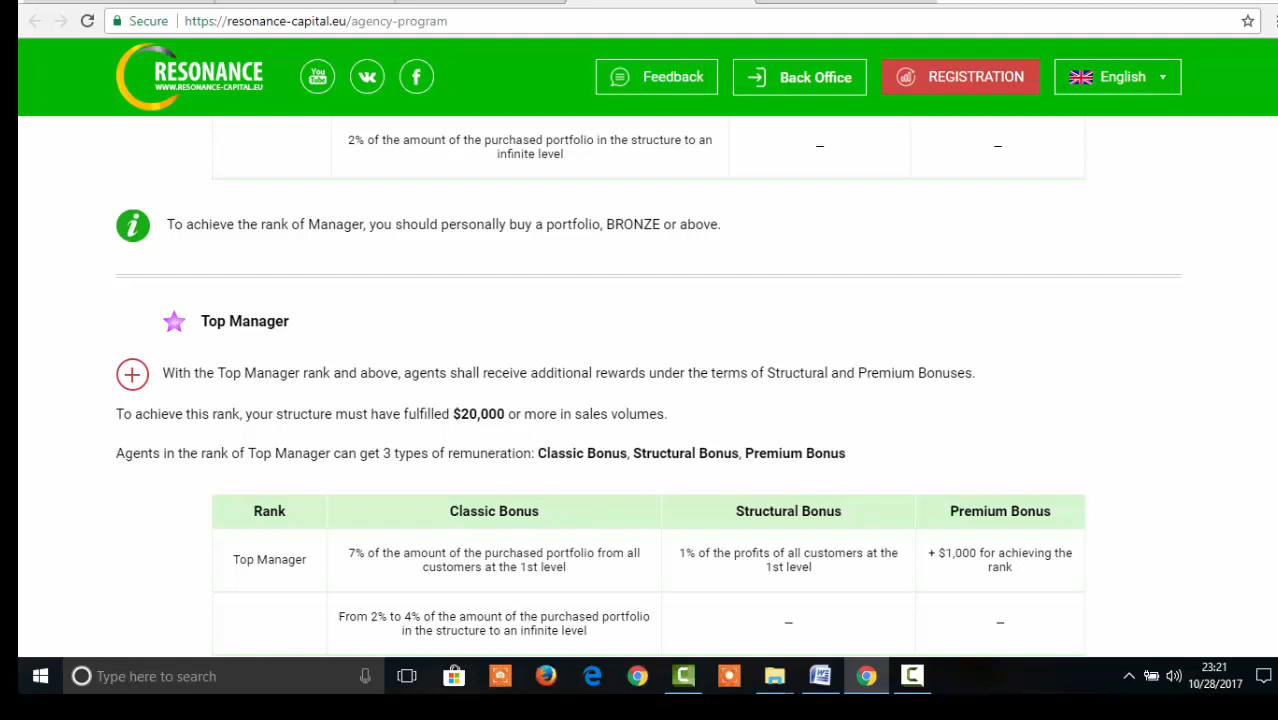 Secure https://resonance-capital.eu/agency-program
RESONANCE
WWW.RESONANCE-CAPITAL.EU
You
Tube
Feedback
Back Office
REGISTRATION
English
2% of the amount of the purchased portfolio in the structure to an
infinite level
–
–
To achieve the rank of Manager, you should personally buy a portfolio, BRONZE or above.
Top Manager
With the Top Manager rank and above, agents shall receive additional rewards under the terms of Structural and Premium Bonuses.
To achieve this rank, your structure must have fulfilled $20,000 or more in sales volumes.
Agents in the rank of Top Manager can get 3 types of remuneration: Classic Bonus, Structural Bonus, Premium Bonus
Rank Classic Bonus Structural Bonus Premium Bonus
Top Manager
7% of the amount of the purchased portfolio from all
customers at the 1st level
1% of the profits of all customers at the
1st level
+ $1,000 for achieving the
rank
From 2% to 4% of the amount of the purchased portfolio
in the structure to an infinite level
–
–
Type here to search
23:21
10/28/2017